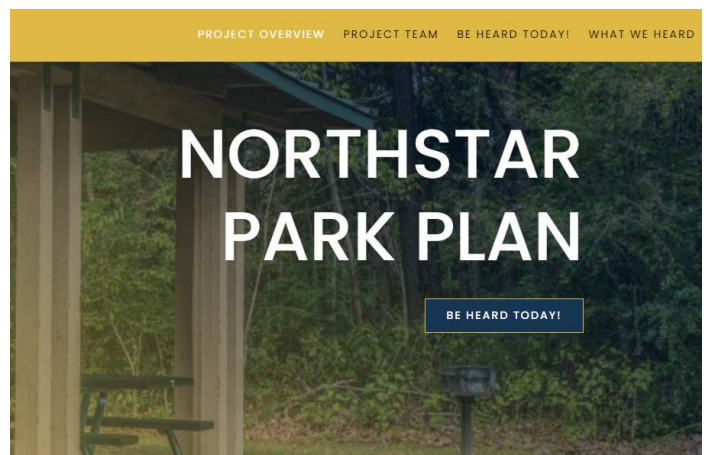 PROJECT OVERVIEW PROJECT TEAM BE HEARD TODAY! WHAT WE HEARD
NORTHSTAR
PARK PLAN
BE HEARD TODAY!